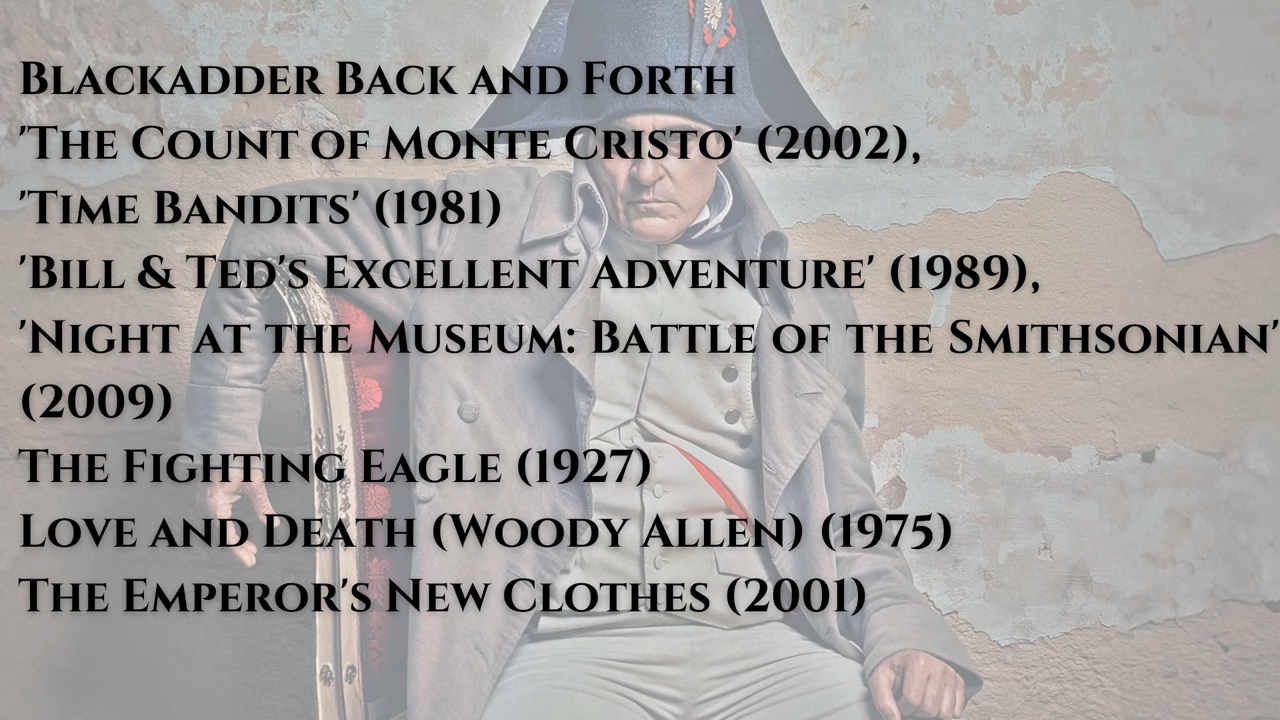 Blackadder Back and Forth
'The Count of Monte Cristo' (2002),
'Time Bandits' (1981)
'Bill & Ted's Excellent Adventure' (1989),
'Night at the Museum: Battle of the Smithsonian'
(2009)
The Fighting Eagle (1927)
Love and Death (Woody Allen) (1975)
The Emperor's New Clothes (2001)